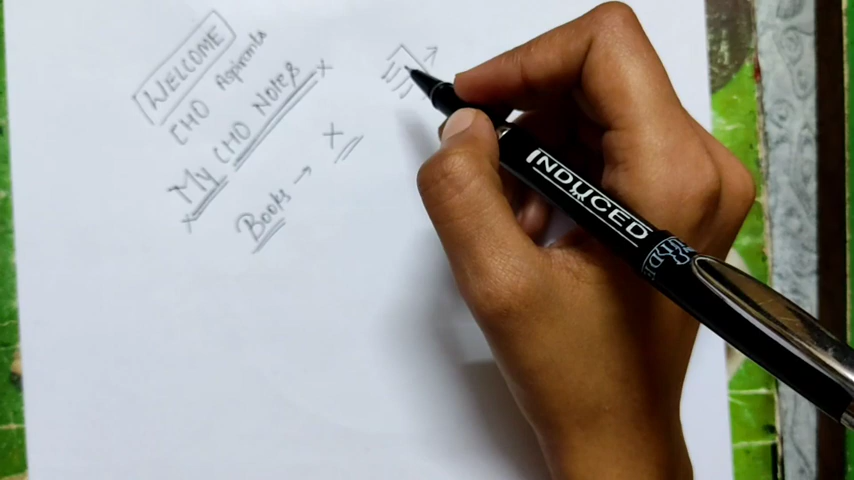 WELCOME
CHO Aspirants
My CHO Notes x
x
Books → x
INDUCED